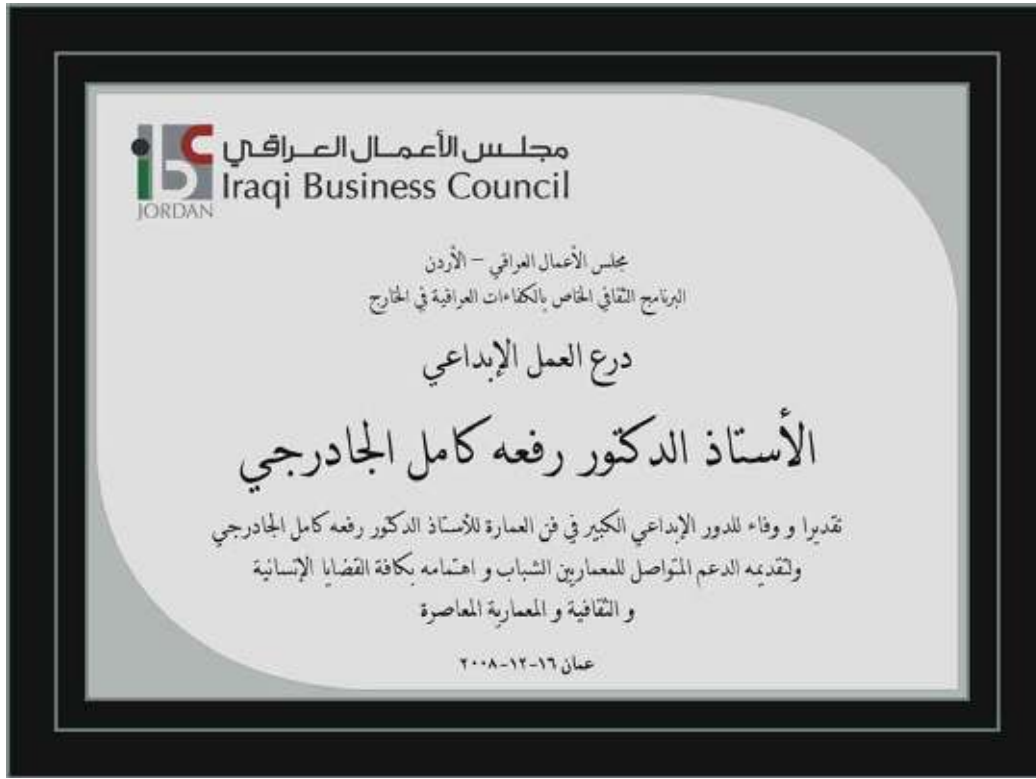 ibc
JORDAN
مجلس الأعمال العراقي
Iraqi Business Council
مجلس الأعمال العراقي – الأردن
البرنامج الثقافي الخاص بالكفاءات العراقية في الخارج
درع العمل الإبداعي
الأستاذ الدكتور رفعه كامل الجادرجي
تقديرا و وفاء للدور الإبداعي الكبير في فن العمارة للأستاذ الدكتور رفعه كامل الجادرجي
ولتقديمه الدعم المتواصل للمعماريين الشباب و اهتمامه بكافة القضايا الإنسانية
و الثقافية و المعمارية المعاصرة
عمان ١٦-١٢-٢٠٠٨